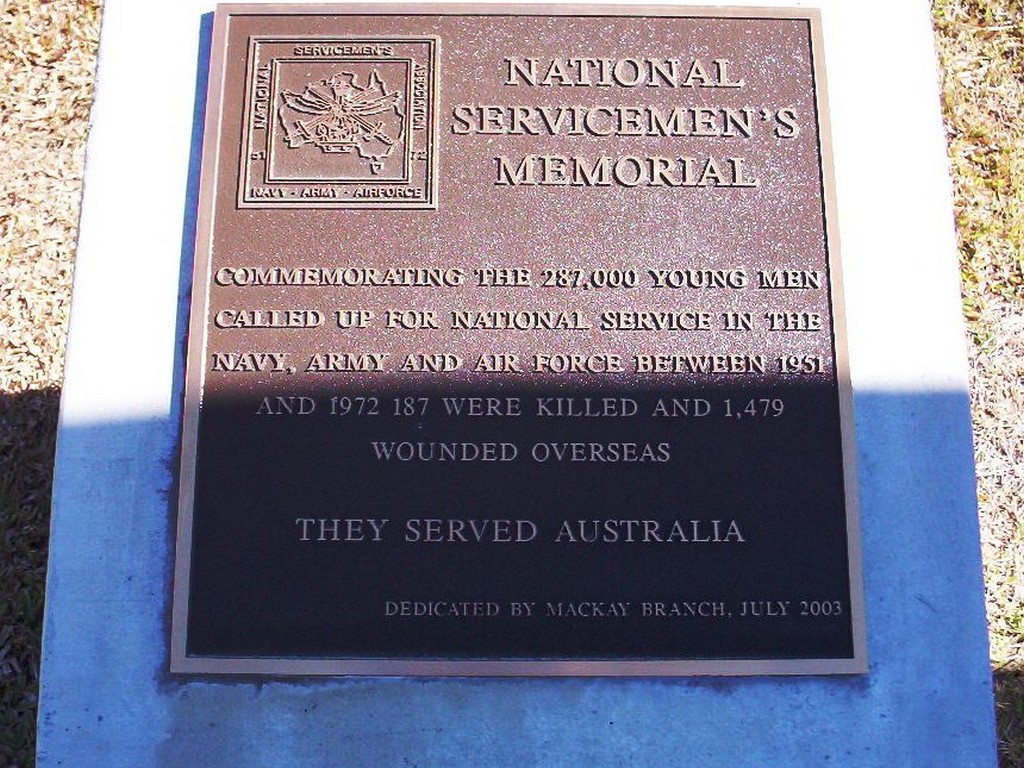 SERVICEMEN'S
NATIONAL
ASSOCIATION
51
72
NAVY - ARMY - AIRFORCE
NATIONAL
SERVICEMEN'S
MEMORIAL
COMMEMORATING THE 287,000 YOUNG MEN
CALLED UP FOR NATIONAL SERVICE IN THE
NAVY, ARMY AND AIR FORCE BETWEEN 1951
AND 1972 187 WERE KILLED AND 1,479
WOUNDED OVERSEAS
THEY SERVED AUSTRALIA
DEDICATED BY MACKAY BRANCH, JULY 2003